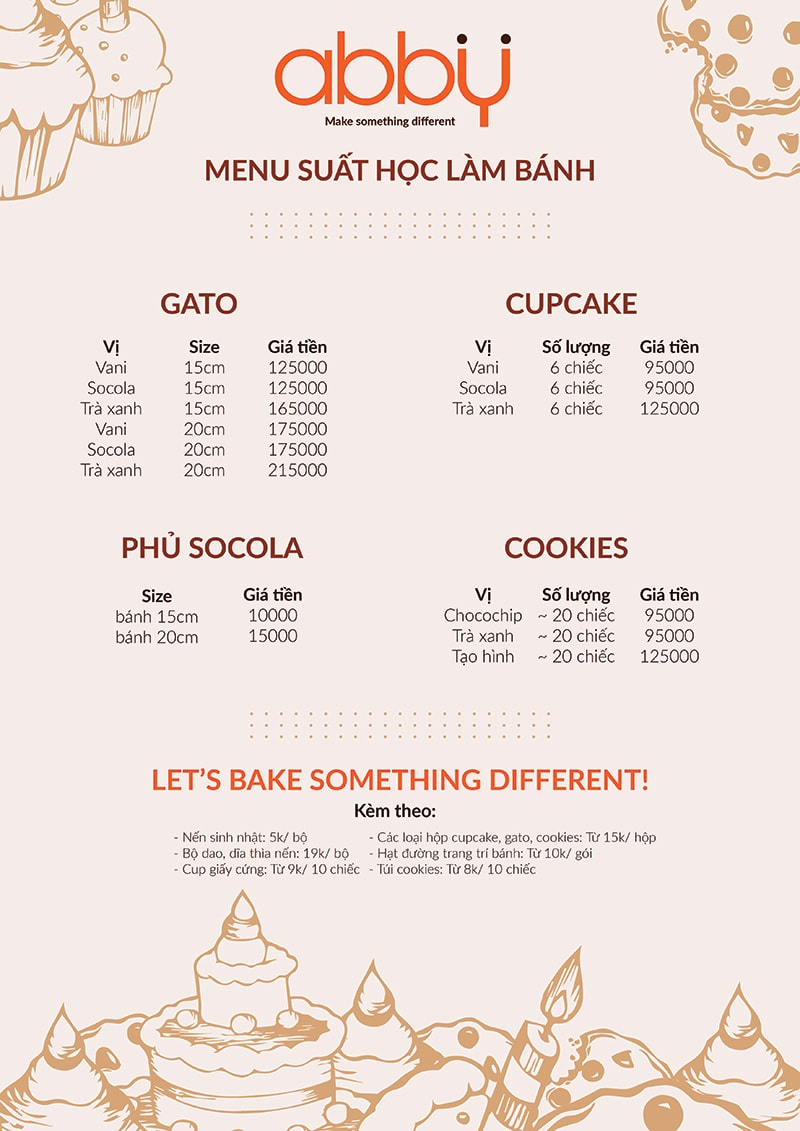 abby
Make something different
MENU SUẤT HỌC LÀM BÁNH
GATO
Vị Size Giá tiền
Vani 15cm 125000
Socola 15cm 125000
Trà xanh 15cm 165000
Vani 20cm 175000
Socola 20cm 175000
Trà xanh 20cm 215000
CUPCAKE
Vị Số lượng Giá tiền
Vani 6 chiếc 95000
Socola 6 chiếc 95000
Trà xanh 6 chiếc 125000
PHỦ SOCOLA
Size Giá tiền
bánh 15cm 10000
bánh 20cm 15000
COOKIES
Vị Số lượng Giá tiền
Chocochip ~ 20 chiếc 95000
Trà xanh ~ 20 chiếc 95000
Tạo hình ~ 20 chiếc 125000
LET'S BAKE SOMETHING DIFFERENT!
Kèm theo:
- Nến sinh nhật: 5k/ bộ
- Bộ dao, dĩa thìa nến: 19k/ bộ
- Cup giấy cứng: Từ 9k/ 10 chiếc
- Các loại hộp cupcake, gato, cookies: Từ 15k/ hộp
- Hạt đường trang trí bánh: Từ 10k/ gói
- Túi cookies: Từ 8k/ 10 chiếc